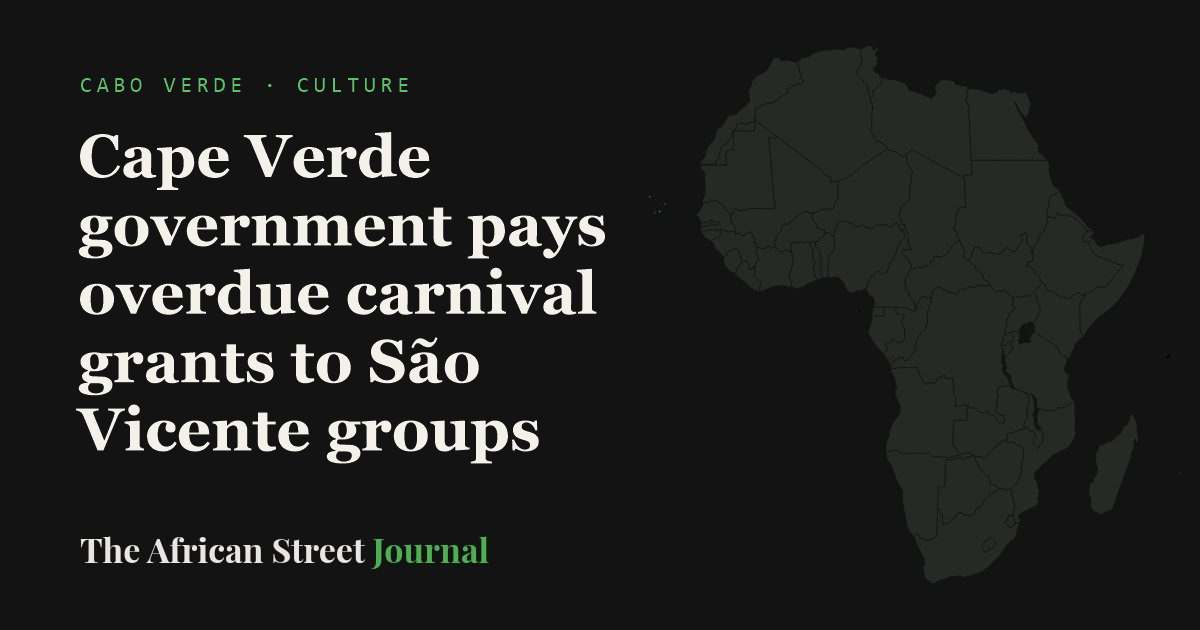 CABO VERDE · CULTURE
Cape Verde
government pays
overdue carnival
grants to São
Vicente groups
The African Street Journal